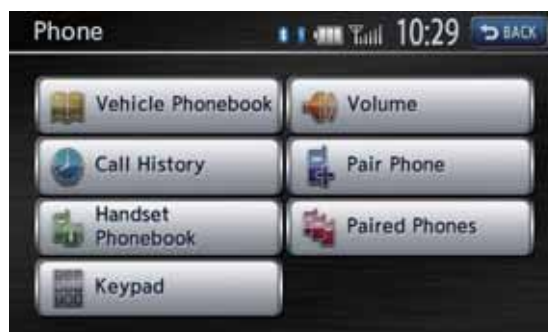 Phone
10:29
BACK
Vehicle Phonebook
Volume
Call History
Pair Phone
Handset
Phonebook
Paired Phones
Keypad